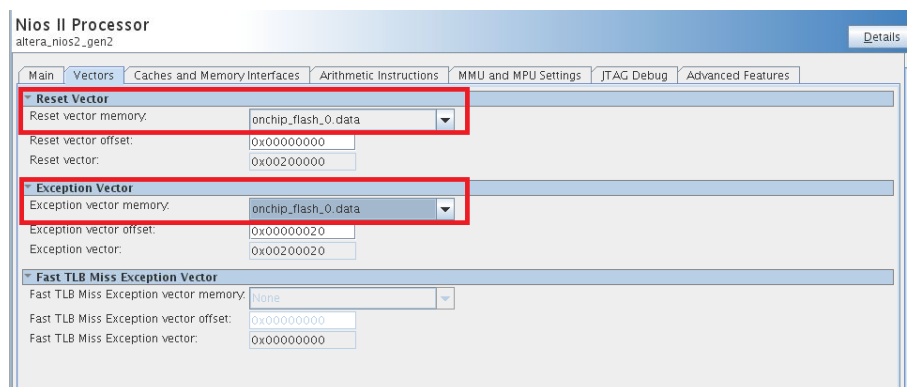 Nios II Processor
altera_nios2_gen2
Details
Main Vectors Caches and Memory Interfaces Arithmetic Instructions MMU and MPU Settings JTAG Debug Advanced Features
Reset Vector
Reset vector memory: onchip_flash_0.data
Reset vector offset: 0x00000000
Reset vector: 0x00200000
Exception Vector
Exception vector memory: onchip_flash_0.data
Exception vector offset: 0x00000020
Exception vector: 0x00200020
Fast TLB Miss Exception Vector
Fast TLB Miss Exception vector memory: None
Fast TLB Miss Exception vector offset: 0x00000000
Fast TLB Miss Exception vector: 0x00000000